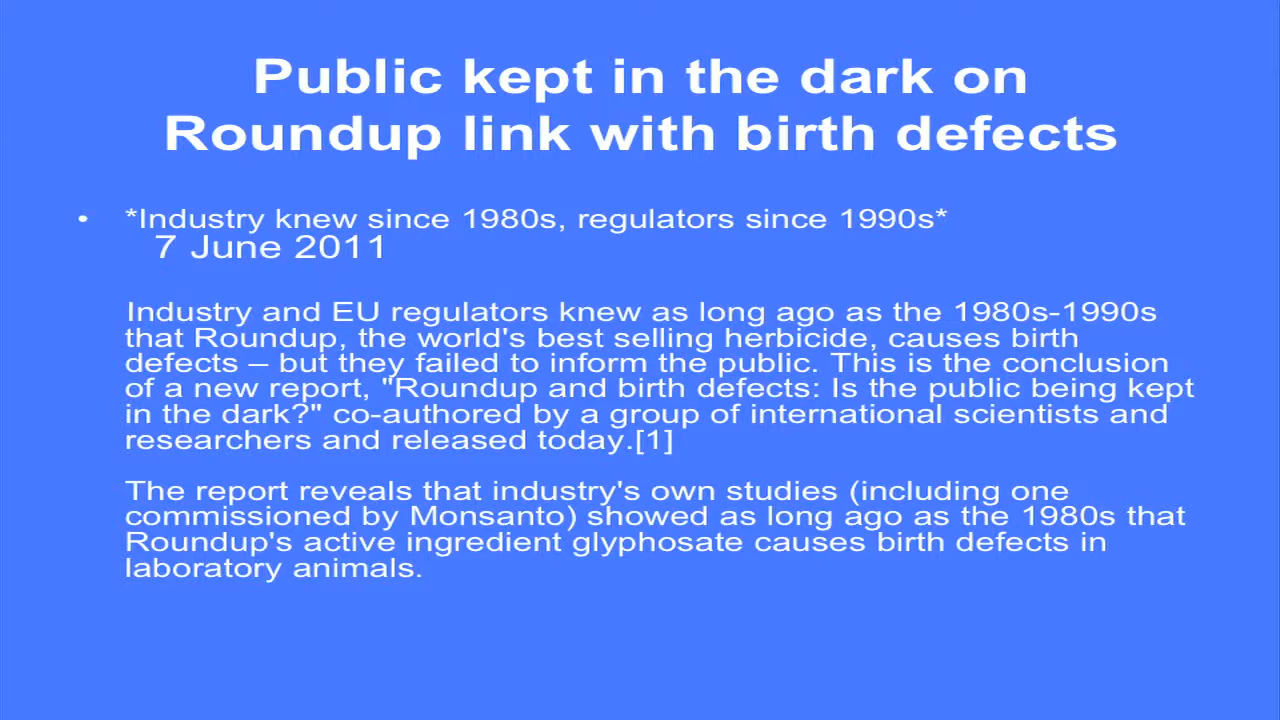 Public kept in the dark on
Roundup link with birth defects
• *Industry knew since 1980s, regulators since 1990s*
7 June 2011
Industry and EU regulators knew as long ago as the 1980s-1990s
that Roundup, the world's best selling herbicide, causes birth
defects – but they failed to inform the public. This is the conclusion
of a new report, "Roundup and birth defects: Is the public being kept
in the dark?" co-authored by a group of international scientists and
researchers and released today.[1]
The report reveals that industry's own studies (including one
commissioned by Monsanto) showed as long ago as the 1980s that
Roundup's active ingredient glyphosate causes birth defects in
laboratory animals.